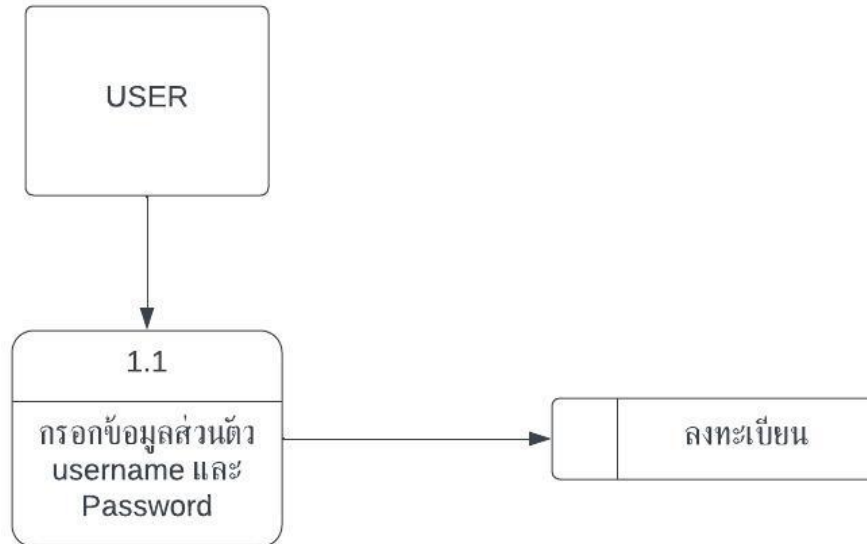 USER
1.1
กรอกข้อมูลส่วนตัว
username และ
Password
ลงทะเบียน